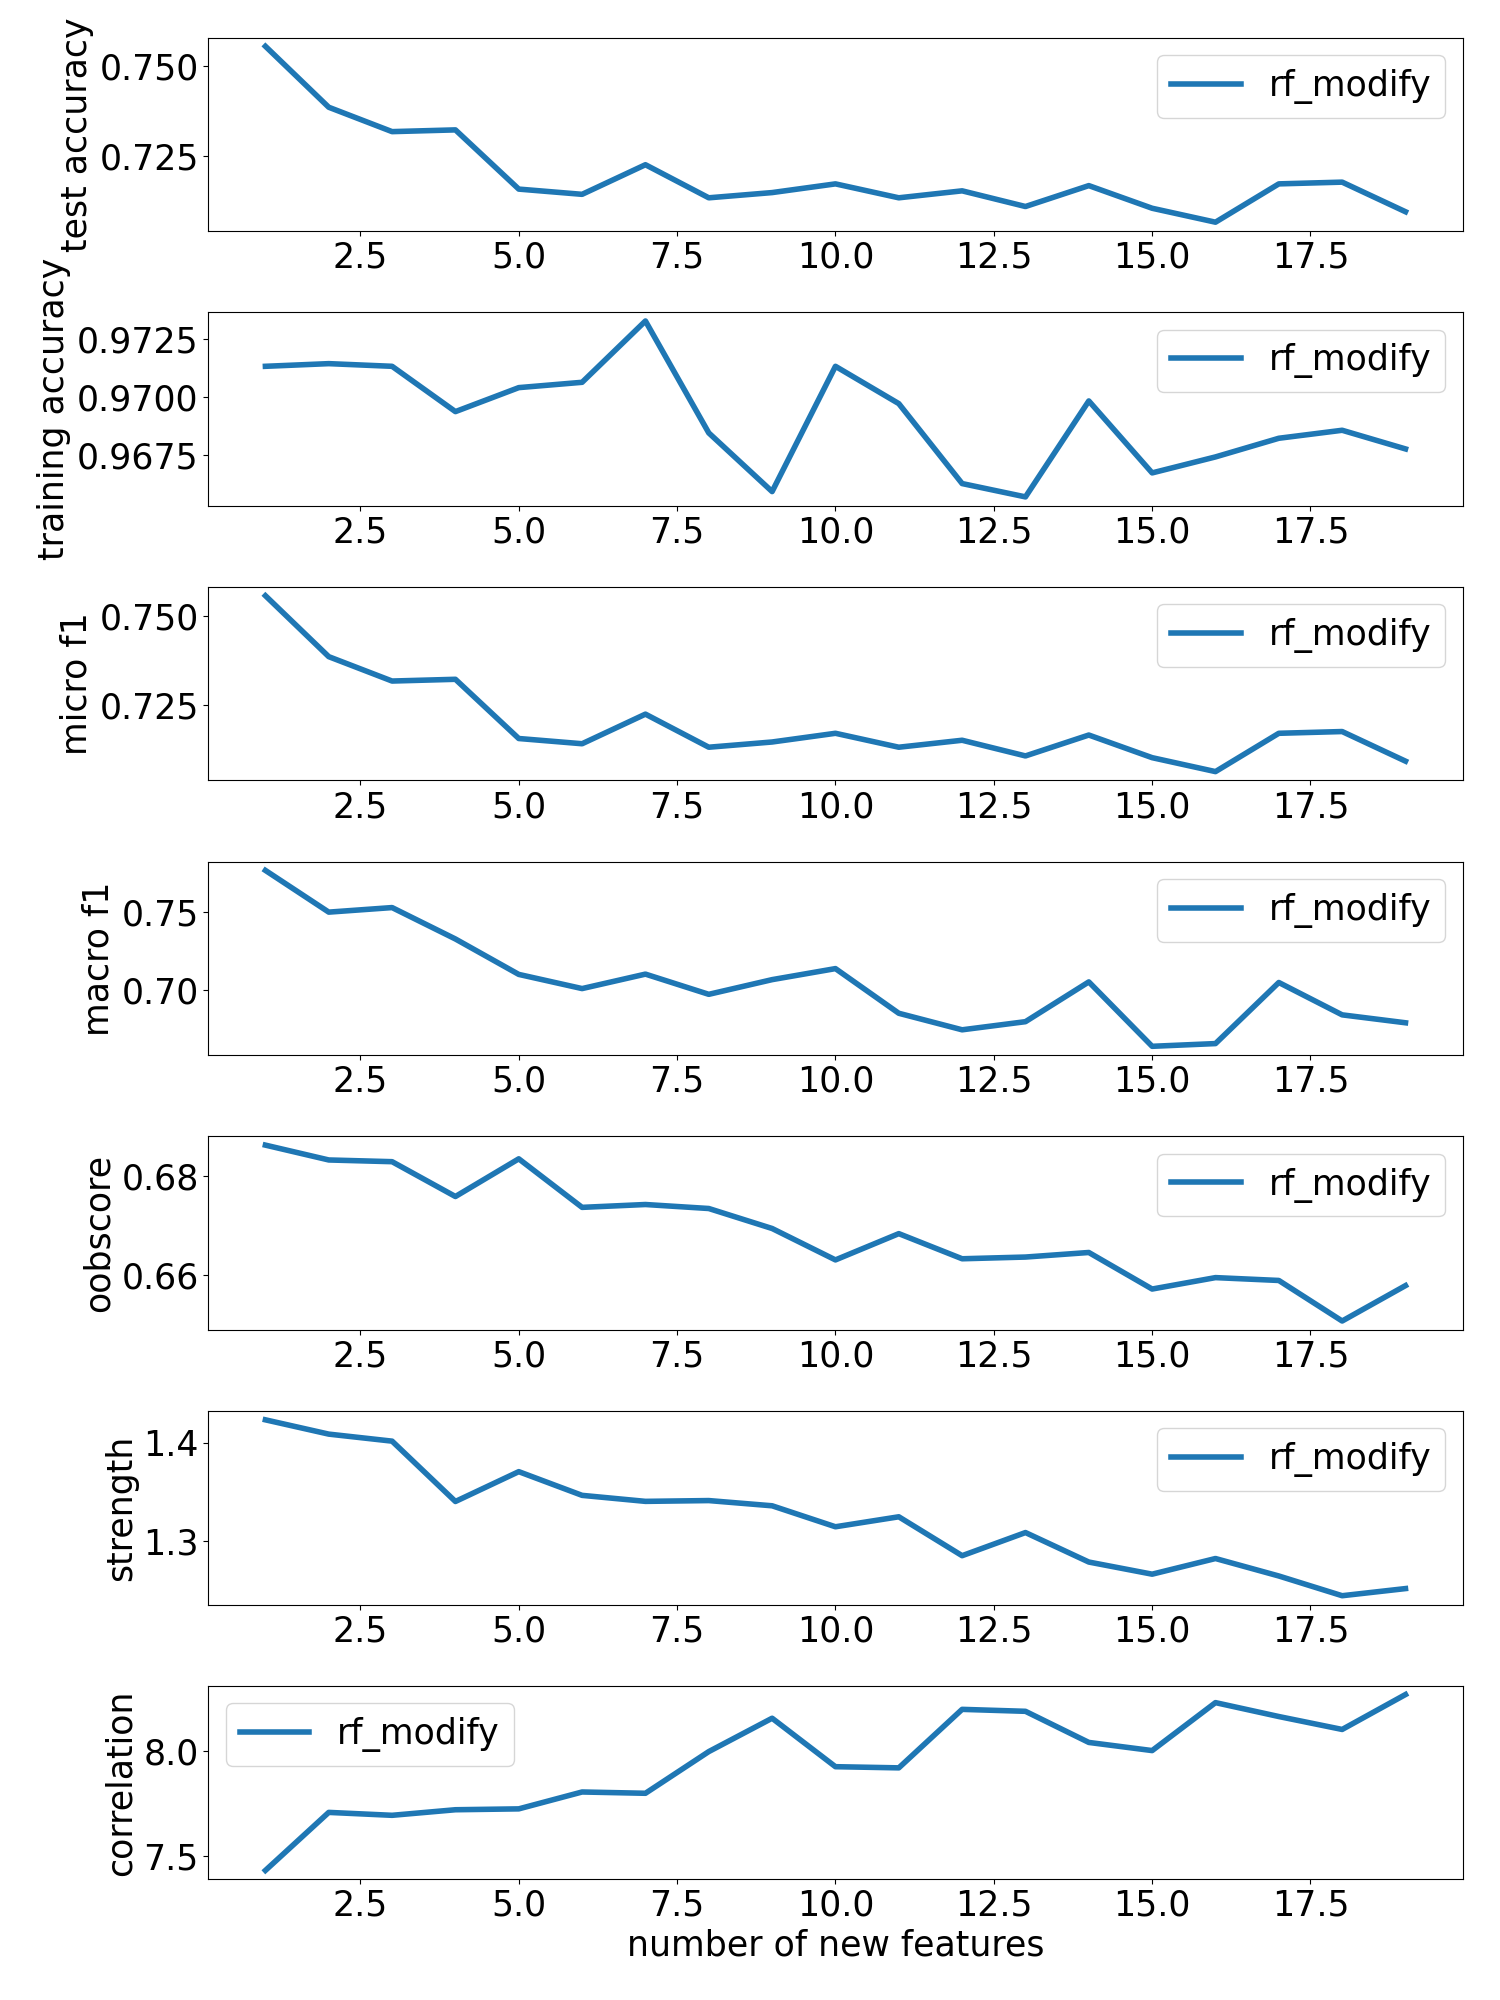 test accuracy
0.750
0.725
rf_modify
2.5 5.0 7.5 10.0 12.5 15.0 17.5
training accuracy
0.9725
0.9700
0.9675
rf_modify
2.5 5.0 7.5 10.0 12.5 15.0 17.5
micro f1
0.750
0.725
rf_modify
2.5 5.0 7.5 10.0 12.5 15.0 17.5
macro f1
0.75
0.70
rf_modify
2.5 5.0 7.5 10.0 12.5 15.0 17.5
oobscore
0.68
0.66
rf_modify
2.5 5.0 7.5 10.0 12.5 15.0 17.5
strength
1.4
1.3
rf_modify
2.5 5.0 7.5 10.0 12.5 15.0 17.5
correlation
8.0
7.5
rf_modify
2.5 5.0 7.5 10.0 12.5 15.0 17.5
number of new features